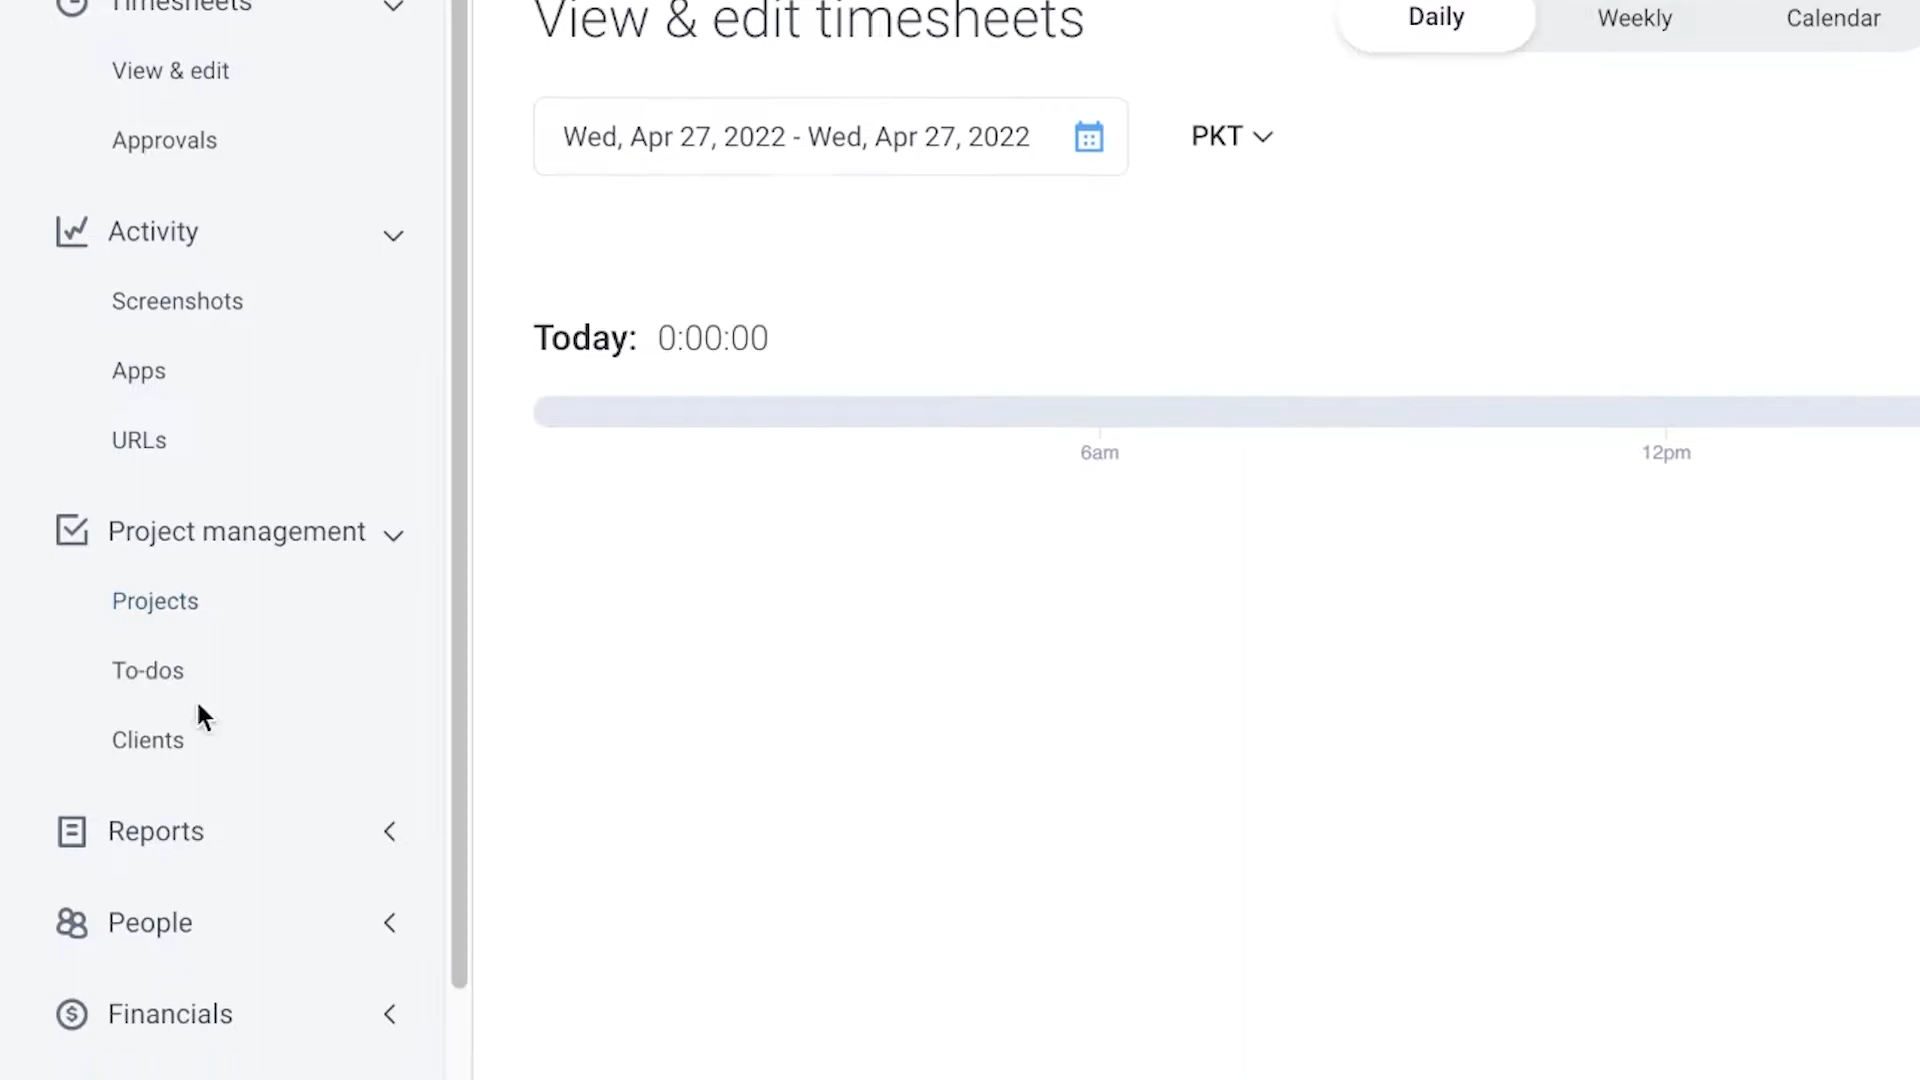 Timesheets
View & edit
Approvals
Activity
Screenshots
Apps
URLs
Project management
Projects
To-dos
Clients
Reports
People
Financials
View & edit timesheets
Daily Weekly Calendar
Wed, Apr 27, 2022 - Wed, Apr 27, 2022 PKT
Today: 0:00:00
6am 12pm